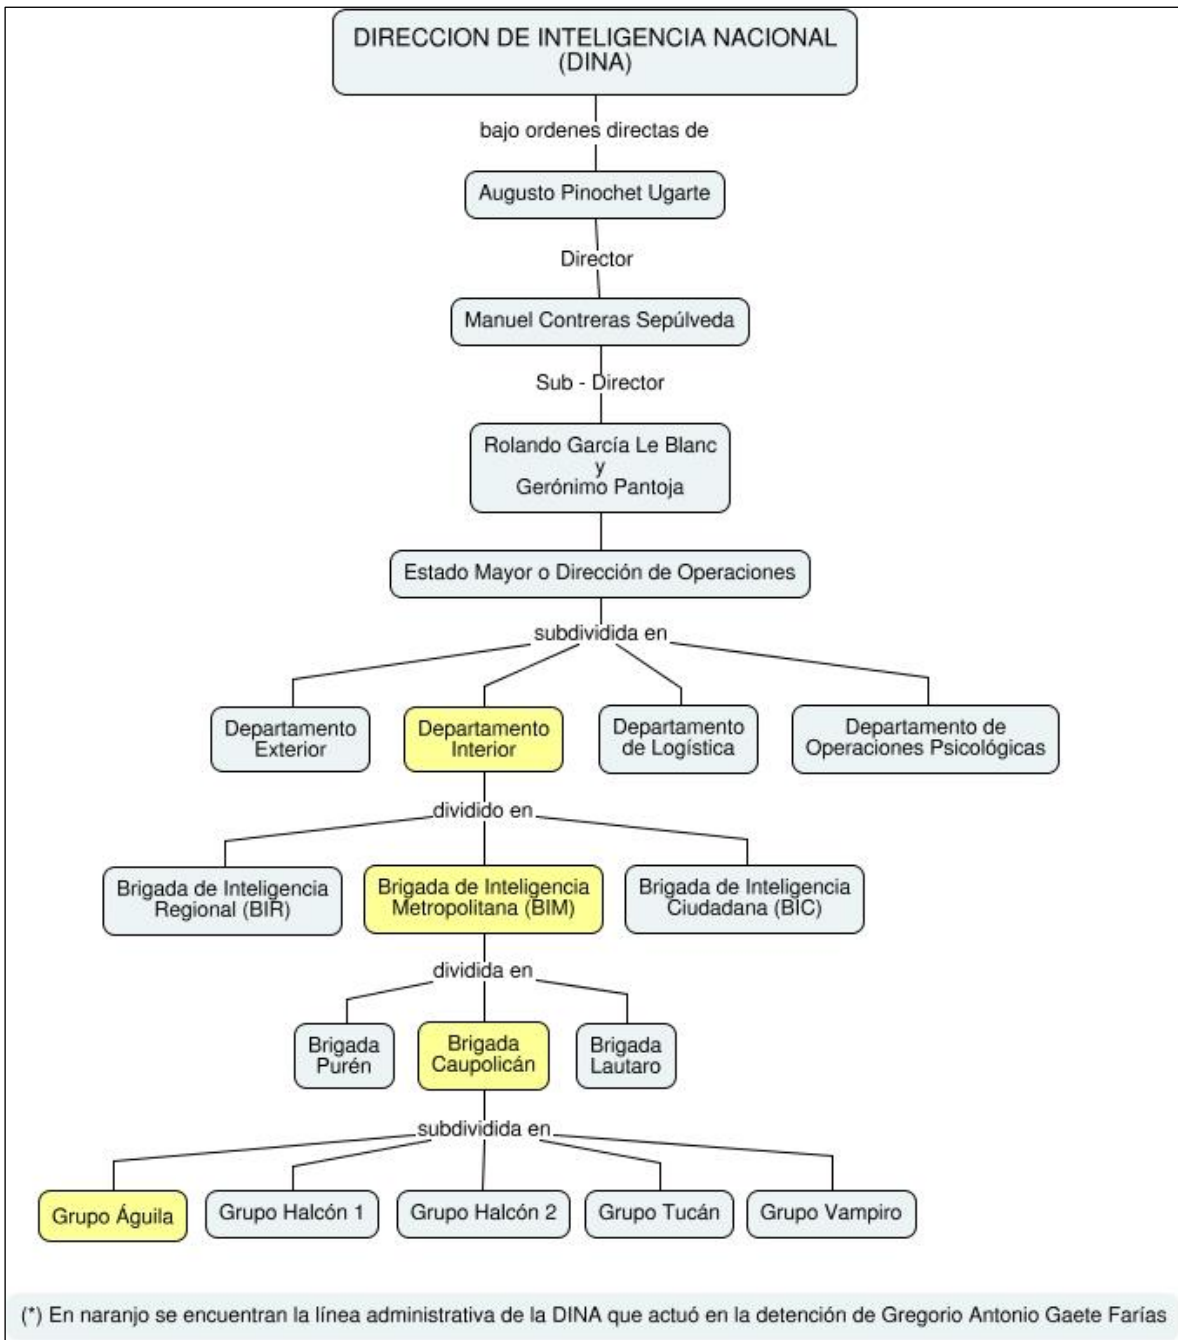 DIRECCION DE INTELIGENCIA NACIONAL
(DINA)
bajo ordenes directas de
Augusto Pinochet Ugarte
Director
Manuel Contreras Sepúlveda
Sub - Director
Rolando García Le Blanc
y
Gerónimo Pantoja
Estado Mayor o Dirección de Operaciones
subdividida en
Departamento
Exterior
Departamento
Interior
Departamento
de Logística
Departamento de
Operaciones Psicológicas
dividido en
Brigada de Inteligencia
Regional (BIR)
Brigada de Inteligencia
Metropolitana (BIM)
Brigada de Inteligencia
Ciudadana (BIC)
dividida en
Brigada
Purén
Brigada
Caupolicán
Brigada
Lautaro
subdividida en
Grupo Águila
Grupo Halcón 1
Grupo Halcón 2
Grupo Tucán
Grupo Vampiro
(*) En naranjo se encuentran la línea administrativa de la DINA que actuó en la detención de Gregorio Antonio Gaete Farías